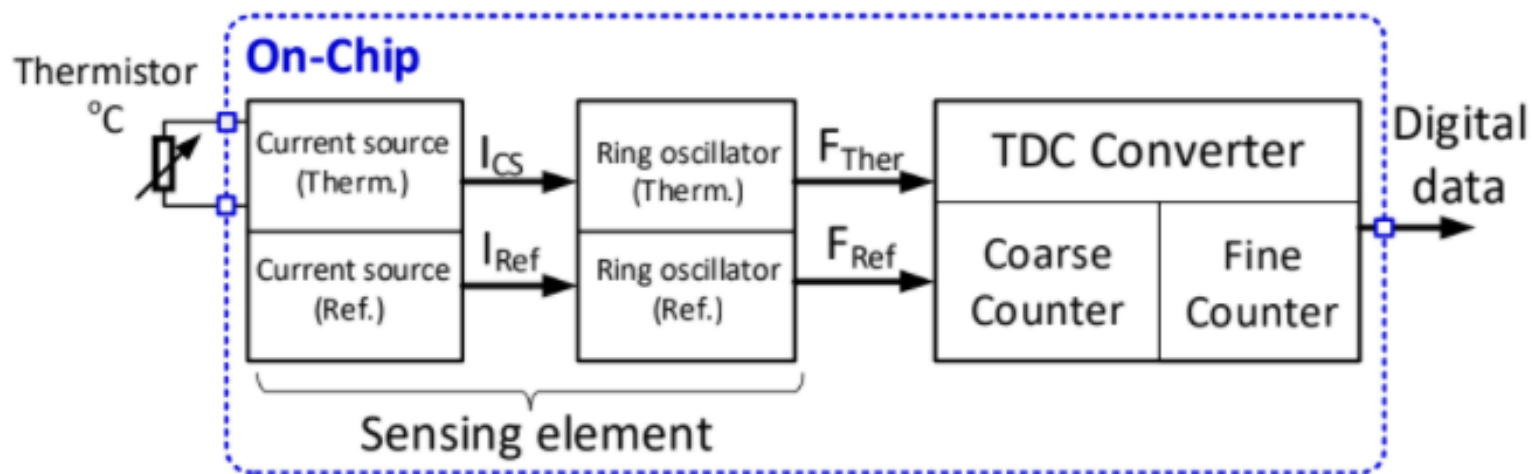 On-Chip
Thermistor
°C
Current source
(Therm.)
I_CS
Ring oscillator
(Therm.)
F_Ther
TDC Converter
Digital
data
Current source
(Ref.)
I_Ref
Ring oscillator
(Ref.)
F_Ref
Coarse
Counter
Fine
Counter
Sensing element